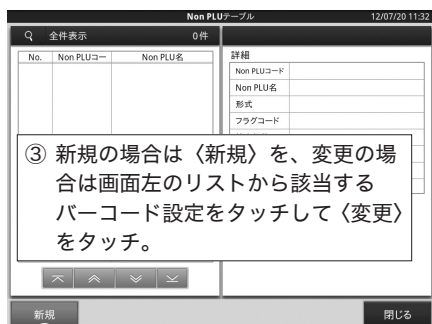 Non PLUテーブル 12/07/20 11:32
全件表示 0件
No. Non PLUコー Non PLU名
詳細
Non PLUコード
Non PLU名
形式
フラグコード
③ 新規の場合は〈新規〉を、変更の場
合は画面左のリストから該当する
バーコード設定をタッチして〈変更〉
をタッチ。
新規 閉じる